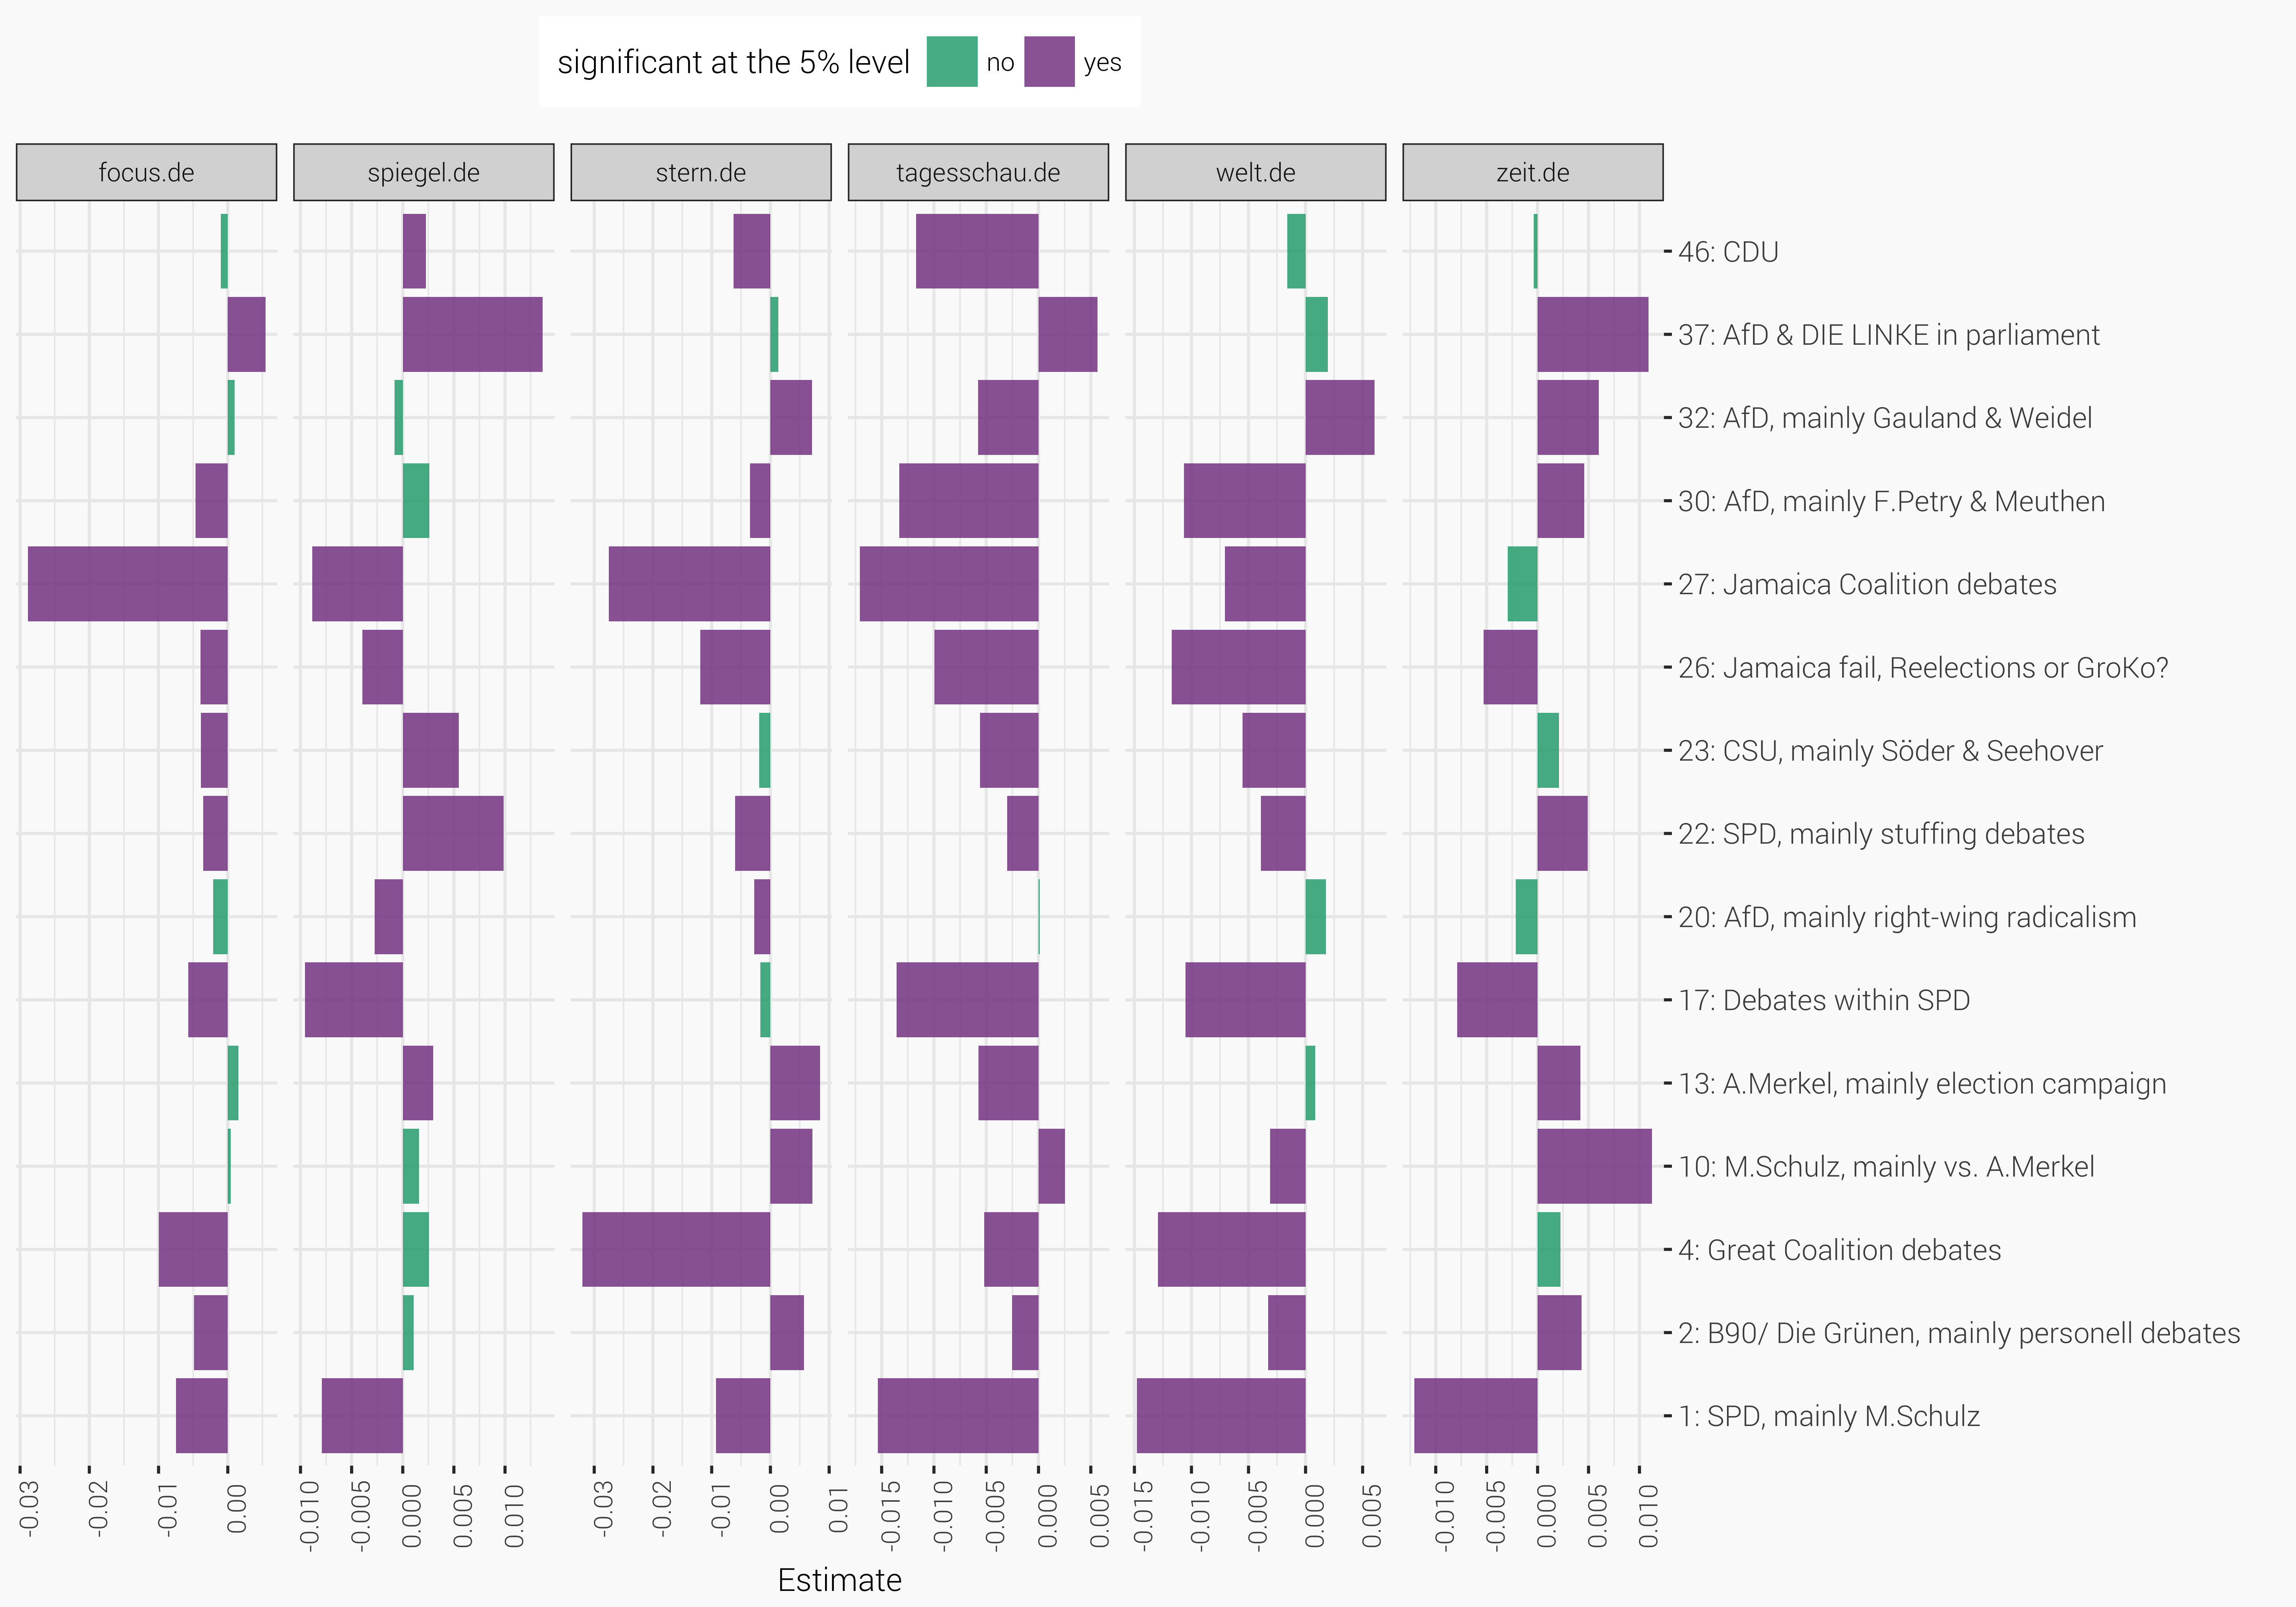 significant at the 5% level no yes
focus.de spiegel.de stern.de tagesschau.de welt.de zeit.de
46: CDU
37: AfD & DIE LINKE in parliament
32: AfD, mainly Gauland & Weidel
30: AfD, mainly F.Petry & Meuthen
27: Jamaica Coalition debates
26: Jamaica fail, Reelections or GroKo?
23: CSU, mainly Söder & Seehover
22: SPD, mainly stuffing debates
20: AfD, mainly right-wing radicalism
17: Debates within SPD
13: A.Merkel, mainly election campaign
10: M.Schulz, mainly vs. A.Merkel
4: Great Coalition debates
2: B90/ Die Grünen, mainly personell debates
1: SPD, mainly M.Schulz
-0.03 -0.02 -0.01 0.00 -0.010 -0.005 0.000 0.005 0.010 -0.03 -0.02 -0.01 0.00 0.01 -0.015 -0.010 -0.005 0.000 0.005 -0.015 -0.010 -0.005 0.000 0.005 -0.010 -0.005 0.000 0.005 0.010
Estimate